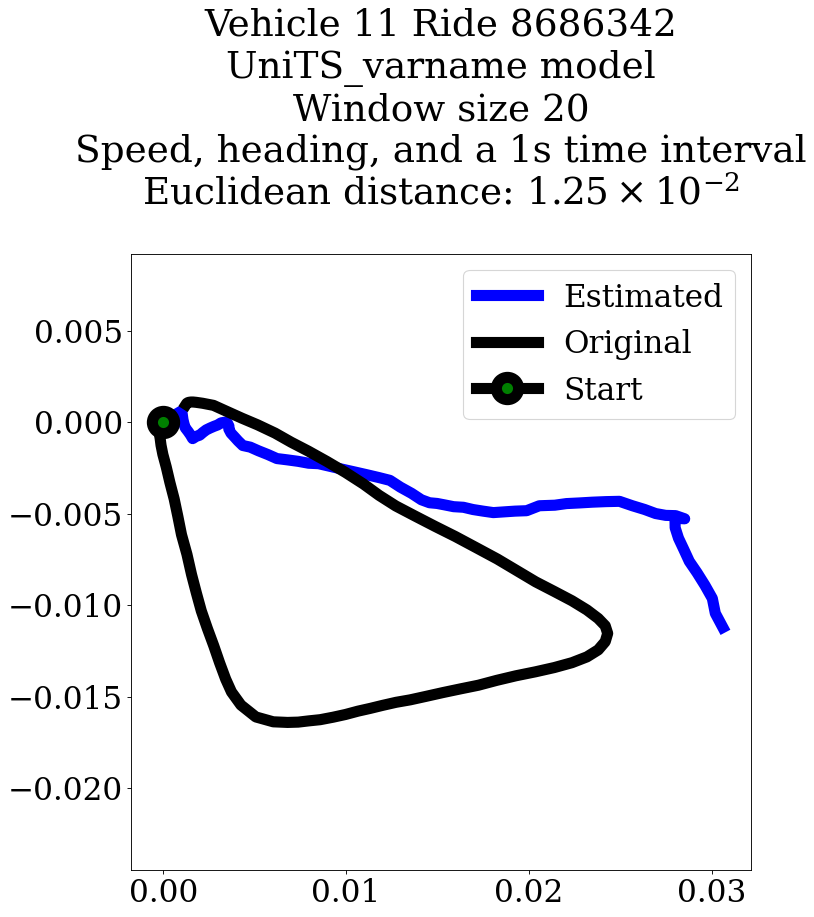 Vehicle 11 Ride 8686342
UniTS_varname model
Window size 20
Speed, heading, and a 1s time interval
Euclidean distance: 1.25 × 10⁻²
Estimated
Original
Start
0.005
0.000
−0.005
−0.010
−0.015
−0.020
0.00 0.01 0.02 0.03